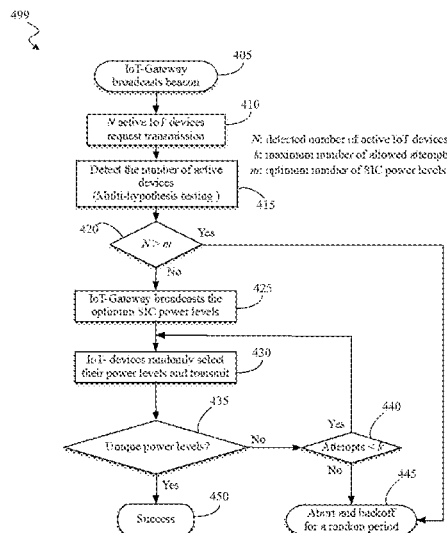 499
IoT-Gateway
broadcasts beacon
405
N active IoT devices
request transmission
410
N: detected number of active IoT devices
k: maximum number of allowed attempts
m: optimum number of SIC power levels
Detect the number of active
devices
(Multi-hypothesis testing )
415
420
N > m
Yes
No
IoT-Gateway broadcasts the
optimum SIC power levels
425
IoT- devices randomly select
their power levels and transmit
430
435
Unique power levels?
No
Yes
440
Attempts < k
Yes
No
445
Abort and backoff
for a random period
450
Success